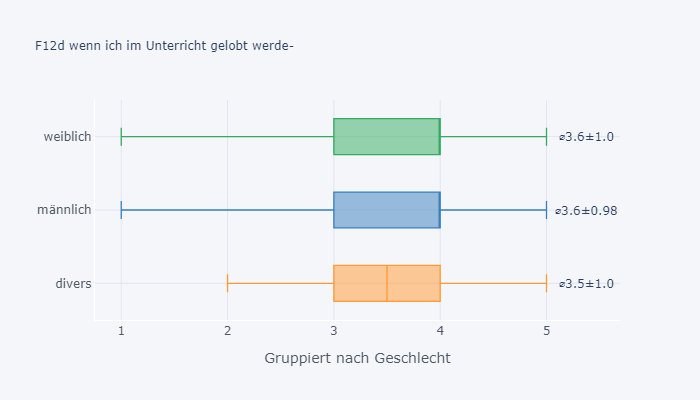 F12d wenn ich im Unterricht gelobt werde-
weiblich
⌀3.6±1.0
männlich
⌀3.6±0.98
divers
⌀3.5±1.0
1 2 3 4 5
Gruppiert nach Geschlecht